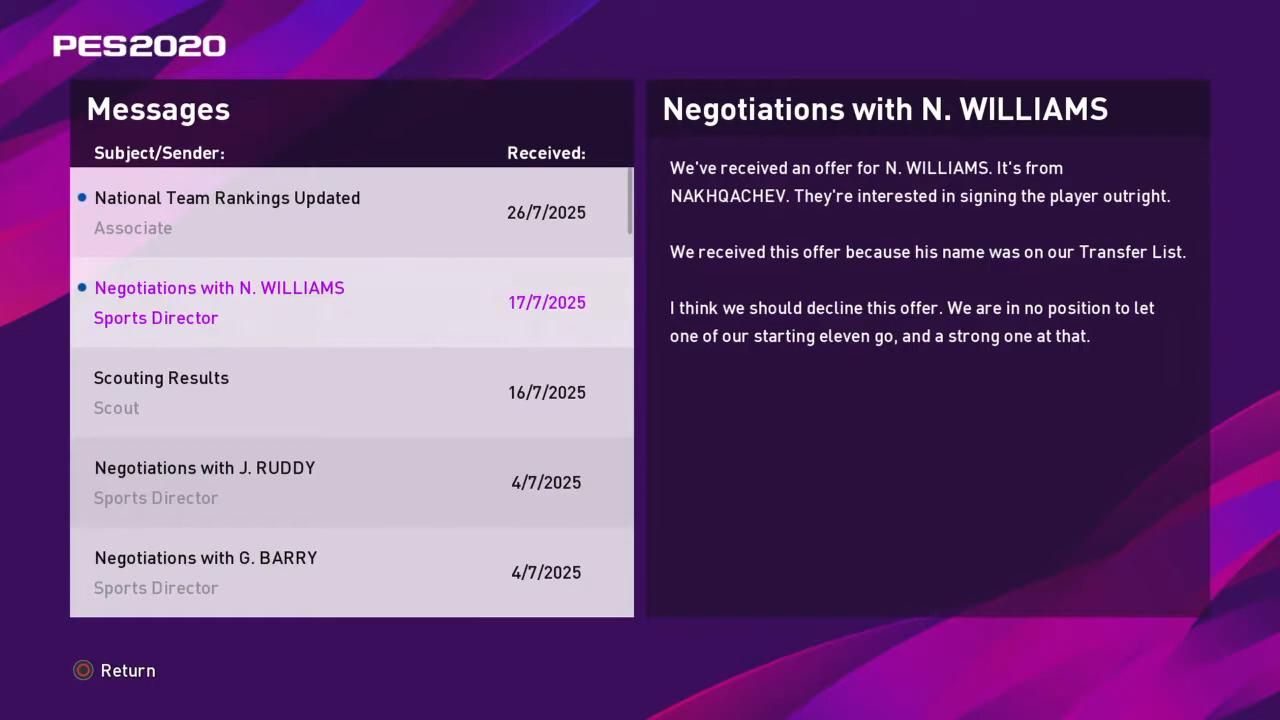 PES2020
Messages
Subject/Sender:
Received:
National Team Rankings Updated
Associate
26/7/2025
Negotiations with N. WILLIAMS
Sports Director
17/7/2025
Scouting Results
Scout
16/7/2025
Negotiations with J. RUDDY
Sports Director
4/7/2025
Negotiations with G. BARRY
Sports Director
4/7/2025
Negotiations with N. WILLIAMS
We've received an offer for N. WILLIAMS. It's from
NAKHQACHEV. They're interested in signing the player outright.
We received this offer because his name was on our Transfer List.
I think we should decline this offer. We are in no position to let
one of our starting eleven go, and a strong one at that.
Return